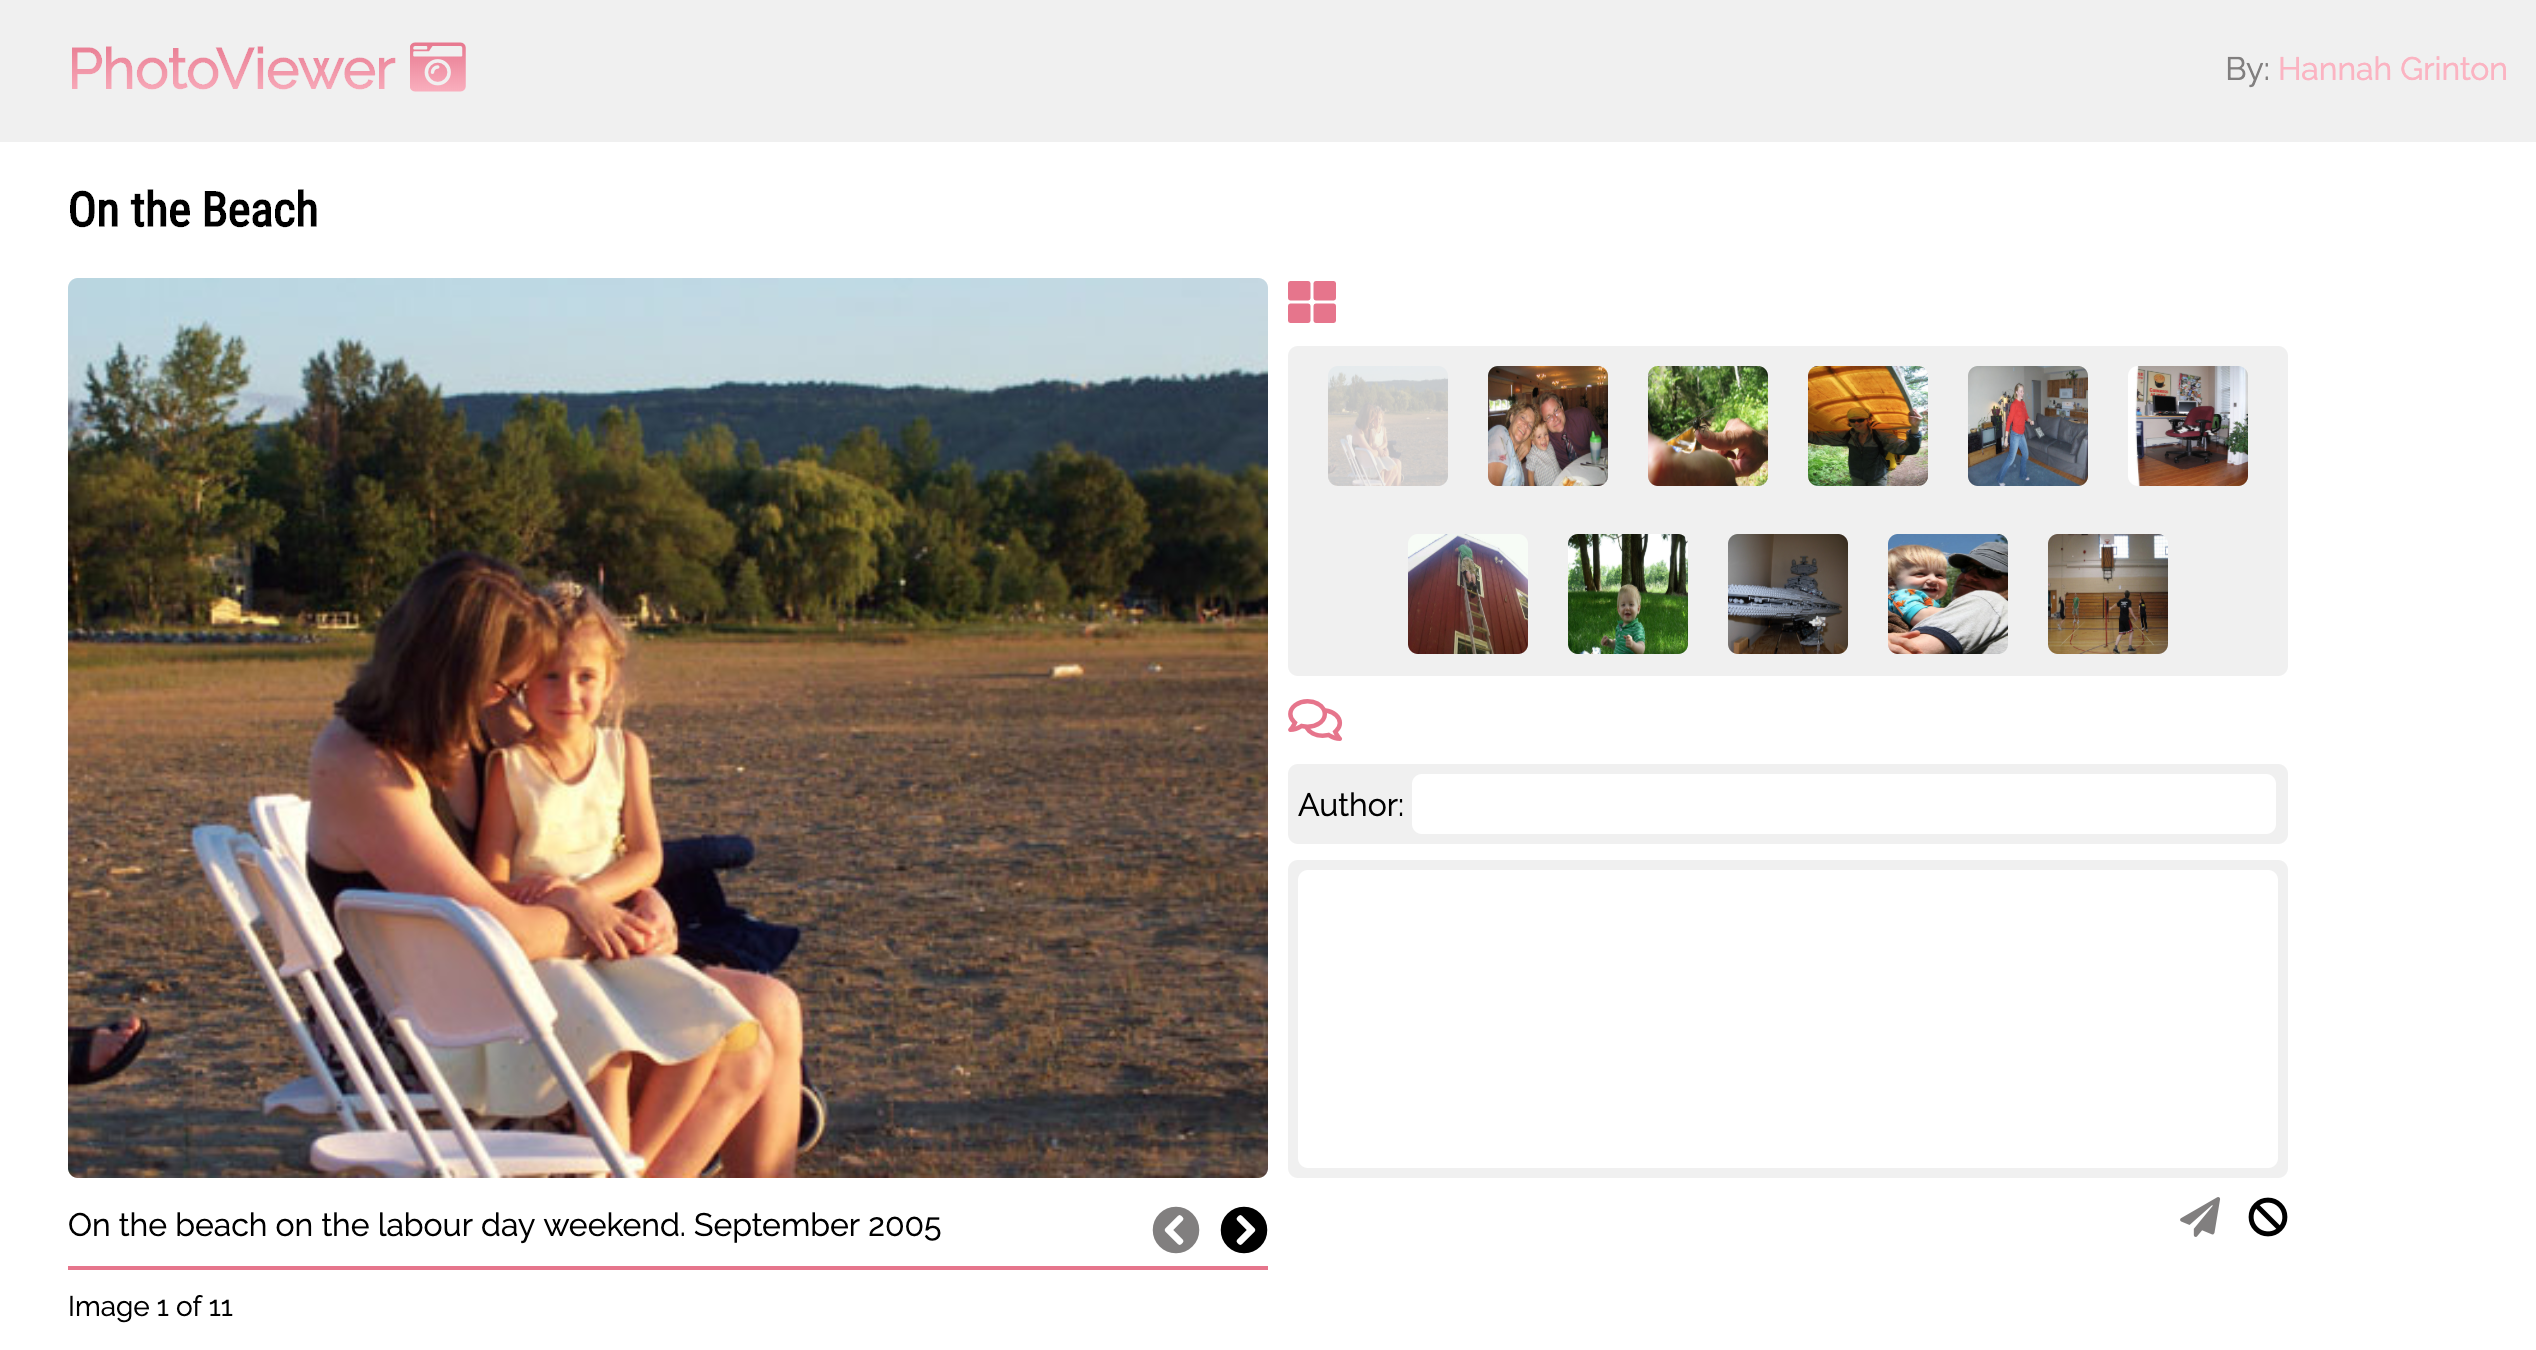 PhotoViewer
By: Hannah Grinton
On the Beach
Author:
On the beach on the labour day weekend. September 2005
Image 1 of 11